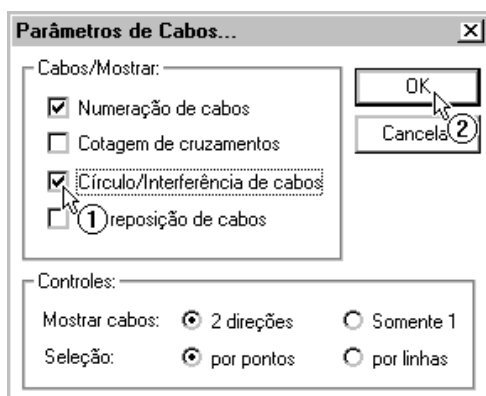 Parâmetros de Cabos...
Cabos/Mostrar:
Numeração de cabos
OK
2
Cotagem de cruzamentos
Cancela
Círculo/Interferência de cabos
1
reposição de cabos
Controles:
Mostrar cabos: 2 direções Somente 1
Seleção: por pontos por linhas